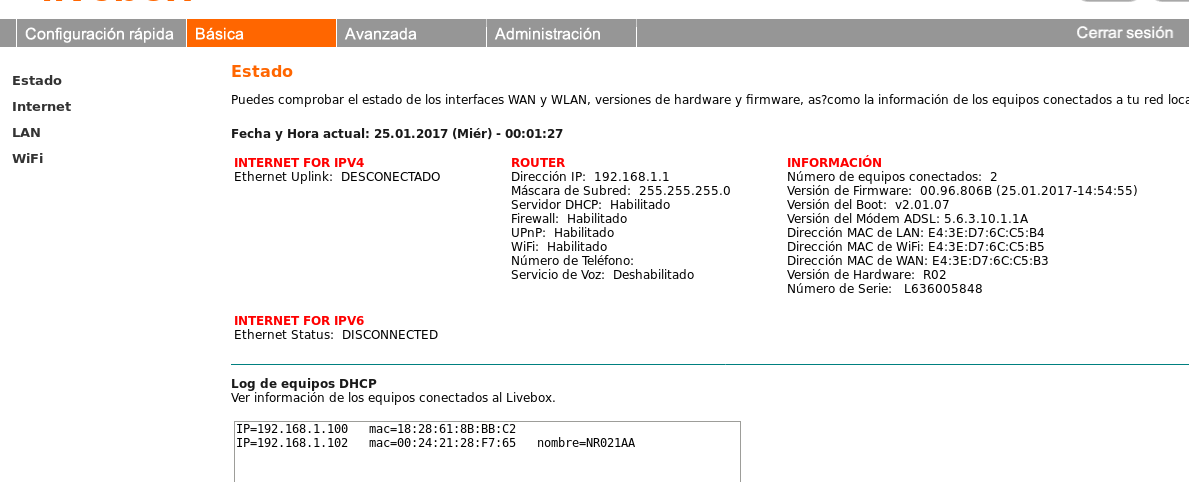 Configuración rápida Básica Avanzada Administración Cerrar sesión
Estado
Internet
LAN
WiFi
Estado
Puedes comprobar el estado de los interfaces WAN y WLAN, versiones de hardware y firmware, as?como la información de los equipos conectados a tu red loca
Fecha y Hora actual: 25.01.2017 (Miér) - 00:01:27
INTERNET FOR IPV4
Ethernet Uplink: DESCONECTADO
ROUTER
Dirección IP: 192.168.1.1
Máscara de Subred: 255.255.255.0
Servidor DHCP: Habilitado
Firewall: Habilitado
UPnP: Habilitado
WiFi: Habilitado
Número de Teléfono:
Servicio de Voz: Deshabilitado
INFORMACIÓN
Número de equipos conectados: 2
Versión de Firmware: 00.96.806B (25.01.2017-14:54:55)
Versión del Boot: v2.01.07
Versión del Módem ADSL: 5.6.3.10.1.1A
Dirección MAC de LAN: E4:3E:D7:6C:C5:B4
Dirección MAC de WiFi: E4:3E:D7:6C:C5:B5
Dirección MAC de WAN: E4:3E:D7:6C:C5:B3
Versión de Hardware: R02
Número de Serie: L636005848
INTERNET FOR IPV6
Ethernet Status: DISCONNECTED
Log de equipos DHCP
Ver información de los equipos conectados al Livebox.
IP=192.168.1.100 mac=18:28:61:8B:BB:C2
IP=192.168.1.102 mac=00:24:21:28:F7:65 nombre=NR021AA